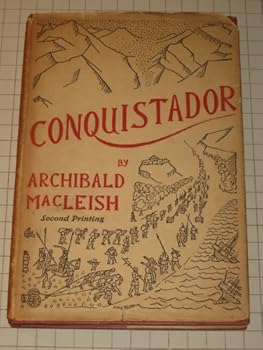 CONQUISTADOR
BY
ARCHIBALD
MACLEISH
Second Printing